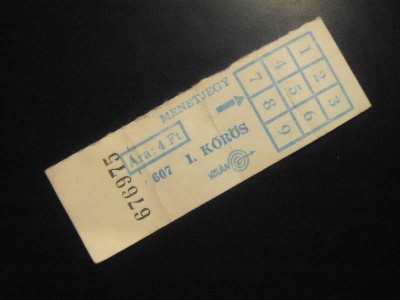 MENETJEGY
Ára: 4 Ft
607 I. KÖRÖS
1 2 3
4 5 6
7 8 9
676975